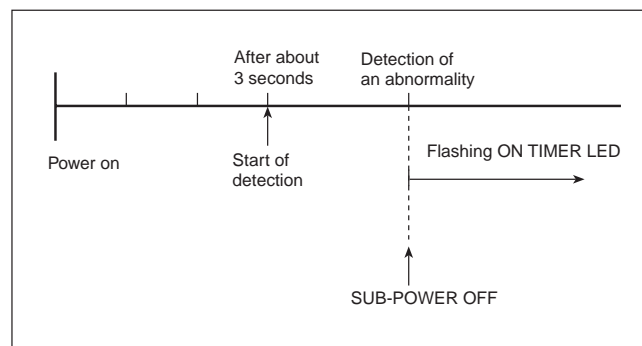 After about
3 seconds
Detection of
an abnormality
Power on
Start of
detection
Flashing ON TIMER LED
SUB-POWER OFF